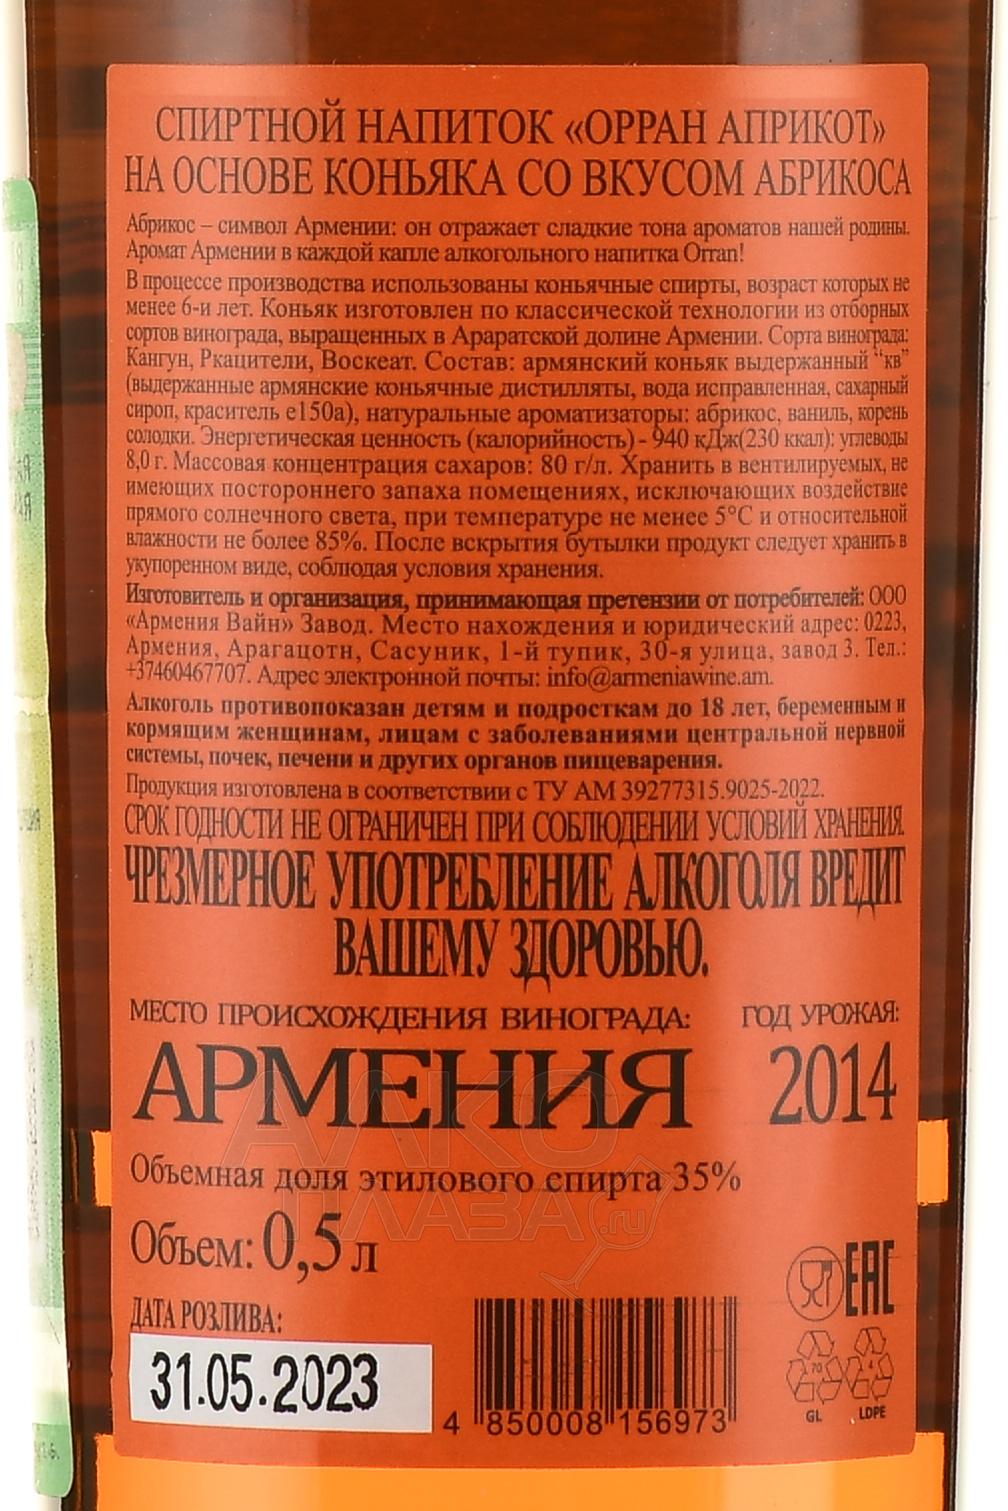 СПИРТНОЙ НАПИТОК «ОРРАН АПРИКОТ»
НА ОСНОВЕ КОНЬЯКА СО ВКУСОМ АБРИКОСА
Абрикос – символ Армении: он отражает сладкие тона ароматов нашей родины.
Аромат Армении в каждой капле алкогольного напитка Orran!
В процессе производства использованы коньячные спирты, возраст которых не
менее 6-и лет. Коньяк изготовлен по классической технологии из отборных
сортов винограда, выращенных в Араратской долине Армении. Сорта винограда:
Кангун, Ркацители, Воскеат. Состав: армянский коньяк выдержанный “кв”
(выдержанные армянские коньячные дистилляты, вода исправленная, сахарный
сироп, краситель е150а), натуральные ароматизаторы: абрикос, ваниль, корень
солодки. Энергетическая ценность (калорийность) - 940 кДж(230 ккал): углеводы
8,0 г. Массовая концентрация сахаров: 80 г/л. Хранить в вентилируемых, не
имеющих постороннего запаха помещениях, исключающих воздействие
прямого солнечного света, при температуре не менее 5°С и относительной
влажности не более 85%. После вскрытия бутылки продукт следует хранить в
укупоренном виде, соблюдая условия хранения.
Изготовитель и организация, принимающая претензии от потребителей: ООО
«Армения Вайн» Завод. Место нахождения и юридический адрес: 0223,
Армения, Арагацотн, Сасуник, 1-й тупик, 30-я улица, завод 3. Тел.:
+37460467707. Адрес электронной почты: info@armeniawine.am.
Алкоголь противопоказан детям и подросткам до 18 лет, беременным и
кормящим женщинам, лицам с заболеваниями центральной нервной
системы, почек, печени и других органов пищеварения.
Продукция изготовлена в соответствии с ТУ АМ 39277315.9025-2022.
СРОК ГОДНОСТИ НЕ ОГРАНИЧЕН ПРИ СОБЛЮДЕНИИ УСЛОВИЙ ХРАНЕНИЯ.
ЧРЕЗМЕРНОЕ УПОТРЕБЛЕНИЕ АЛКОГОЛЯ ВРЕДИТ
ВАШЕМУ ЗДОРОВЬЮ.
МЕСТО ПРОИСХОЖДЕНИЯ ВИНОГРАДА: ГОД УРОЖАЯ:
АРМЕНИЯ 2014
АЛКО
ПЛАЗА.ru
Объемная доля этилового спирта 35%
Объем: 0,5 л
EAC
ДАТА РОЗЛИВА:
31.05.2023
70 4
GL LDPE
4 850008 156973